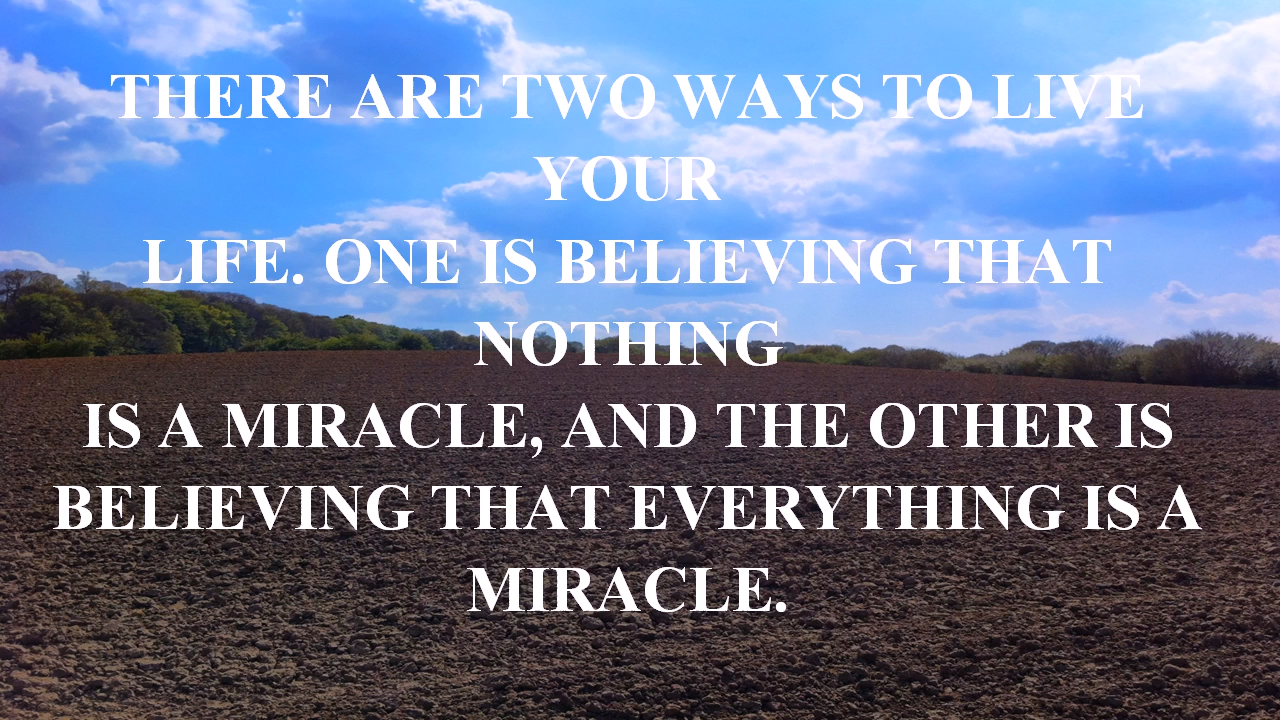 THERE ARE TWO WAYS TO LIVE
YOUR
LIFE. ONE IS BELIEVING THAT
NOTHING
IS A MIRACLE, AND THE OTHER IS
BELIEVING THAT EVERYTHING IS A
MIRACLE.